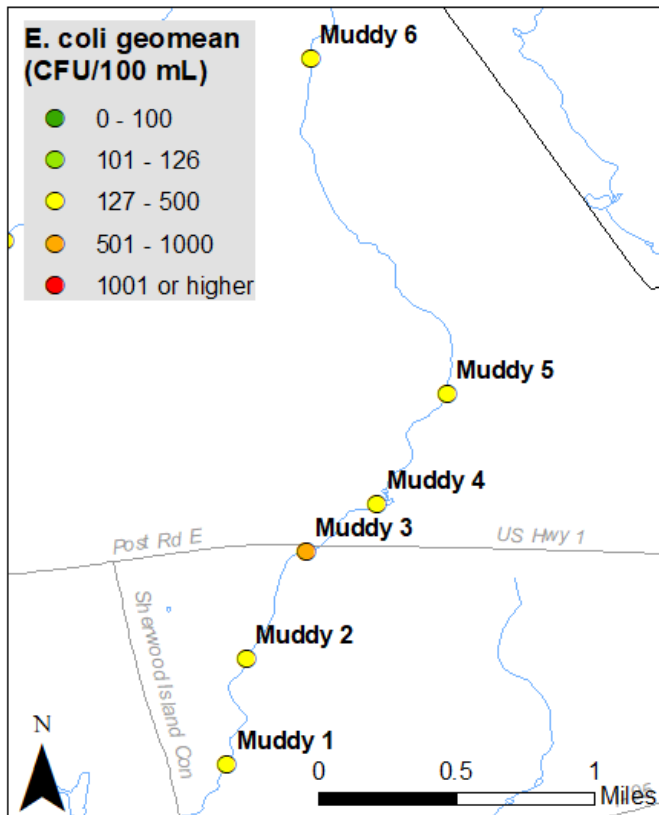 E. coli geomean
(CFU/100 mL)
0 - 100
101 - 126
127 - 500
501 - 1000
1001 or higher
Muddy 6
Muddy 5
Muddy 4
Muddy 3
Post Rd E
US Hwy 1
Sherwood Island Con
Muddy 2
Muddy 1
N
0
0.5
1
Miles